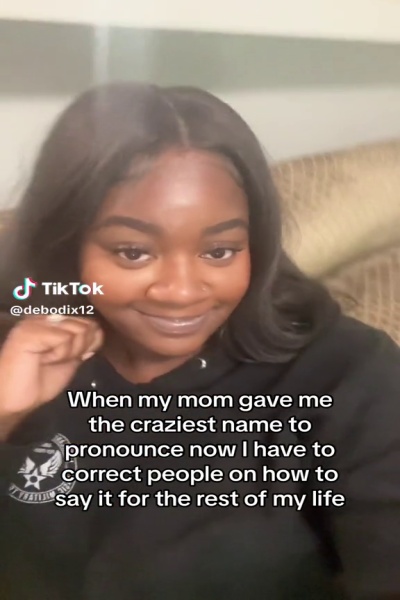 TikTok
@debodix12
When my mom gave me
the craziest name to
pronounce now I have to
correct people on how to
say it for the rest of my life